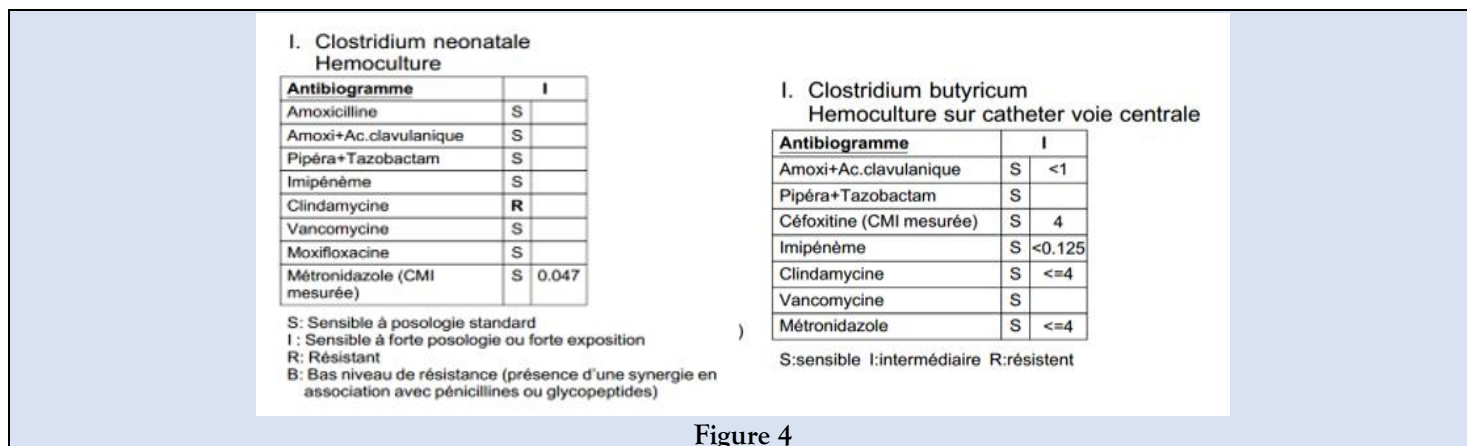 I. Clostridium neonatale
Hemoculture
Antibiogramme I
Amoxicilline S
Amoxi+Ac.clavulanique S
Pipéra+Tazobactam S
Imipénème S
Clindamycine R
Vancomycine S
Moxifloxacine S
Métronidazole (CMI S 0.047
mesurée)
S: Sensible à posologie standard
I : Sensible à forte posologie ou forte exposition
R: Résistant
B: Bas niveau de résistance (présence d'une synergie en
association avec pénicillines ou glycopeptides)
)
I. Clostridium butyricum
Hemoculture sur catheter voie centrale
Antibiogramme I
Amoxi+Ac.clavulanique S <1
Pipéra+Tazobactam S
Céfoxitine (CMI mesurée) S 4
Imipénème S <0.125
Clindamycine S <=4
Vancomycine S
Métronidazole S <=4
S:sensible I:intermédiaire R:résistent
Figure 4